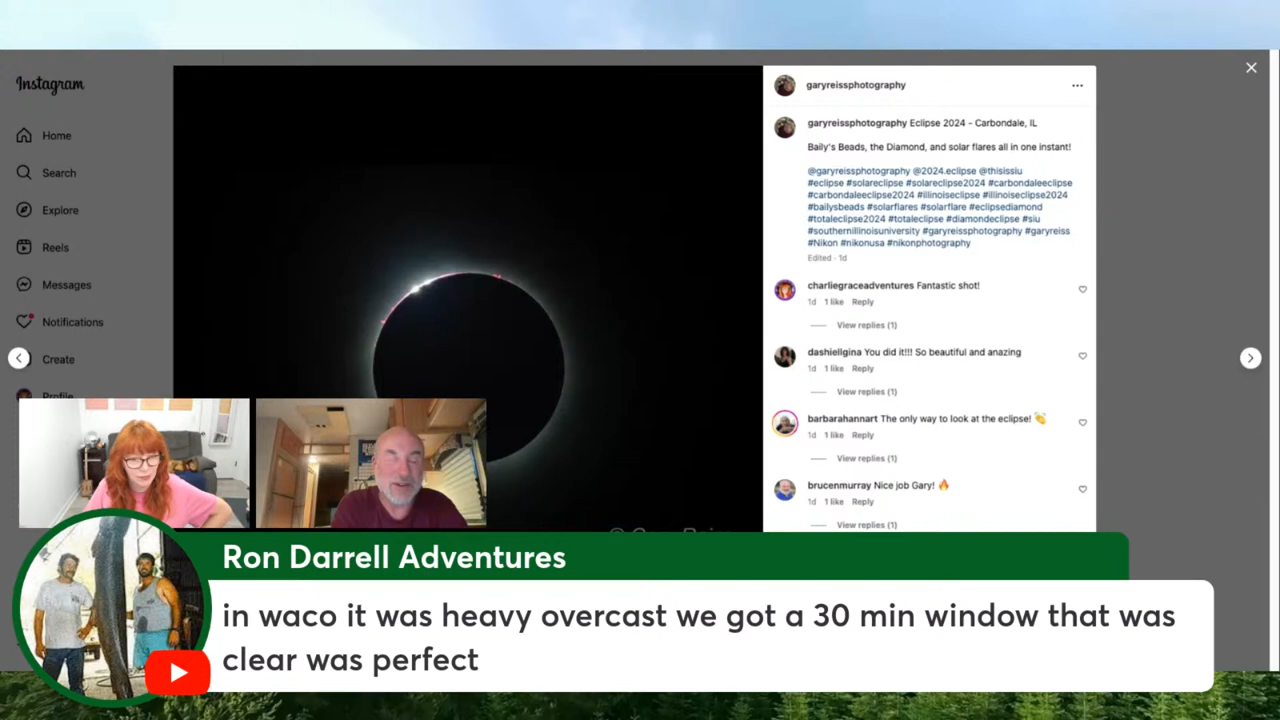 Instagram
Home
Search
Explore
Reels
Messages
Notifications
Create
Profile
garyreissphotography
garyreissphotography Eclipse 2024 - Carbondale, IL
Baily's Beads, the Diamond, and solar flares all in one instant!
@garyreissphotography @2024.eclipse @thisissiu
#eclipse #solareclipse #solareclipse2024 #carbondaleeclipse
#carbondaleeclipse2024 #illinoiseclipse #illinoiseclipse2024
#bailysbeads #solarflares #solarflare #eclipsediamond
#totaleclipse2024 #totaleclipse #diamondeclipse #siu
#southernillinoisuniversity #garyreissphotography #garyreiss
#Nikon #nikonusa #nikonphotography
Edited · 1d
charliegraceadventures Fantastic shot!
1d 1 like Reply
View replies (1)
dashiellgina You did it!!! So beautiful and anazing
1d 1 like Reply
View replies (1)
barbarahannart The only way to look at the eclipse! 👏
1d 1 like Reply
View replies (1)
brucenmurray Nice job Gary! 🔥
1d 1 like Reply
View replies (1)
Ron Darrell Adventures
in waco it was heavy overcast we got a 30 min window that was
clear was perfect